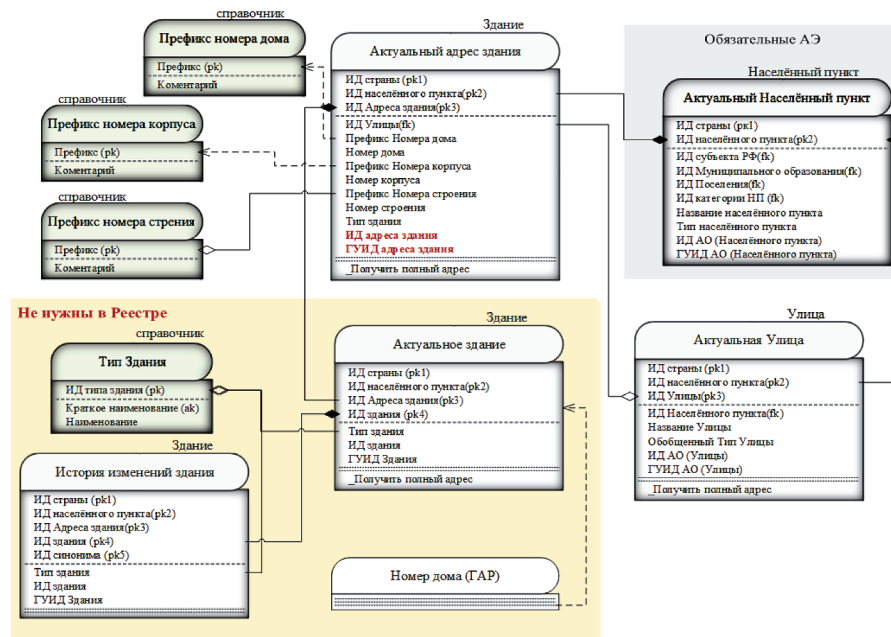 справочник
Префикс номера дома
Префикс (pk)
Коментарий
справочник
Префикс номера корпуса
Префикс (pk)
Коментарий
справочник
Префикс номера стрения
Префикс (pk)
Коментарий
Здание
Актуальный адрес здания
ИД страны (pk1)
ИД населённого пункта(pk2)
ИД Адреса здания(pk3)
ИД Улицы(fk)
Префикс Номера дома
Номер дома
Префикс Номера корпуса
Номер корпуса
Префикс Номера строения
Номер строения
Тип здания
ИД адреса здания
ГУИД адреса здания
_Получить полный адрес
Обязательные АЭ
Населённый пункт
Актуальный Населённый пункт
ИД страны (pк1)
ИД населённого пункта(pk2)
ИД субъекта РФ(fk)
ИД Муниципального образования(fk)
ИД Поселения(fk)
ИД категории НП (fk)
Название населённого пункта
Тип населённого пункта
ИД АО (Населённого пункта)
ГУИД АО (Населённого пункта)
Не нужны в Реестре
справочник
Тип Здания
ИД типа здания (pk)
Краткое наименование (ak)
Наименование
Здание
История изменений здания
ИД страны (pk1)
ИД населённого пункта(pk2)
ИД Адреса здания(pk3)
ИД здания (pk4)
ИД синонима (pk5)
Тип здания
ИД здания
ГУИД Здания
Здание
Актуальное здание
ИД страны (pk1)
ИД населённого пункта(pk2)
ИД Адреса здания(pk3)
ИД здания (pk4)
Тип здания
ИД здания
ГУИД Здания
_Получить полный адрес
Номер дома (ГАР)
Улица
Актуальная Улица
ИД страны (pk1)
ИД населённого пункта(pk2)
ИД Улицы(pk3)
ИД Населённого пункта(fk)
Название Улицы
Обобщенный Тип Улицы
ИД АО (Улицы)
ГУИД АО (Улицы)
_Получить полный адрес